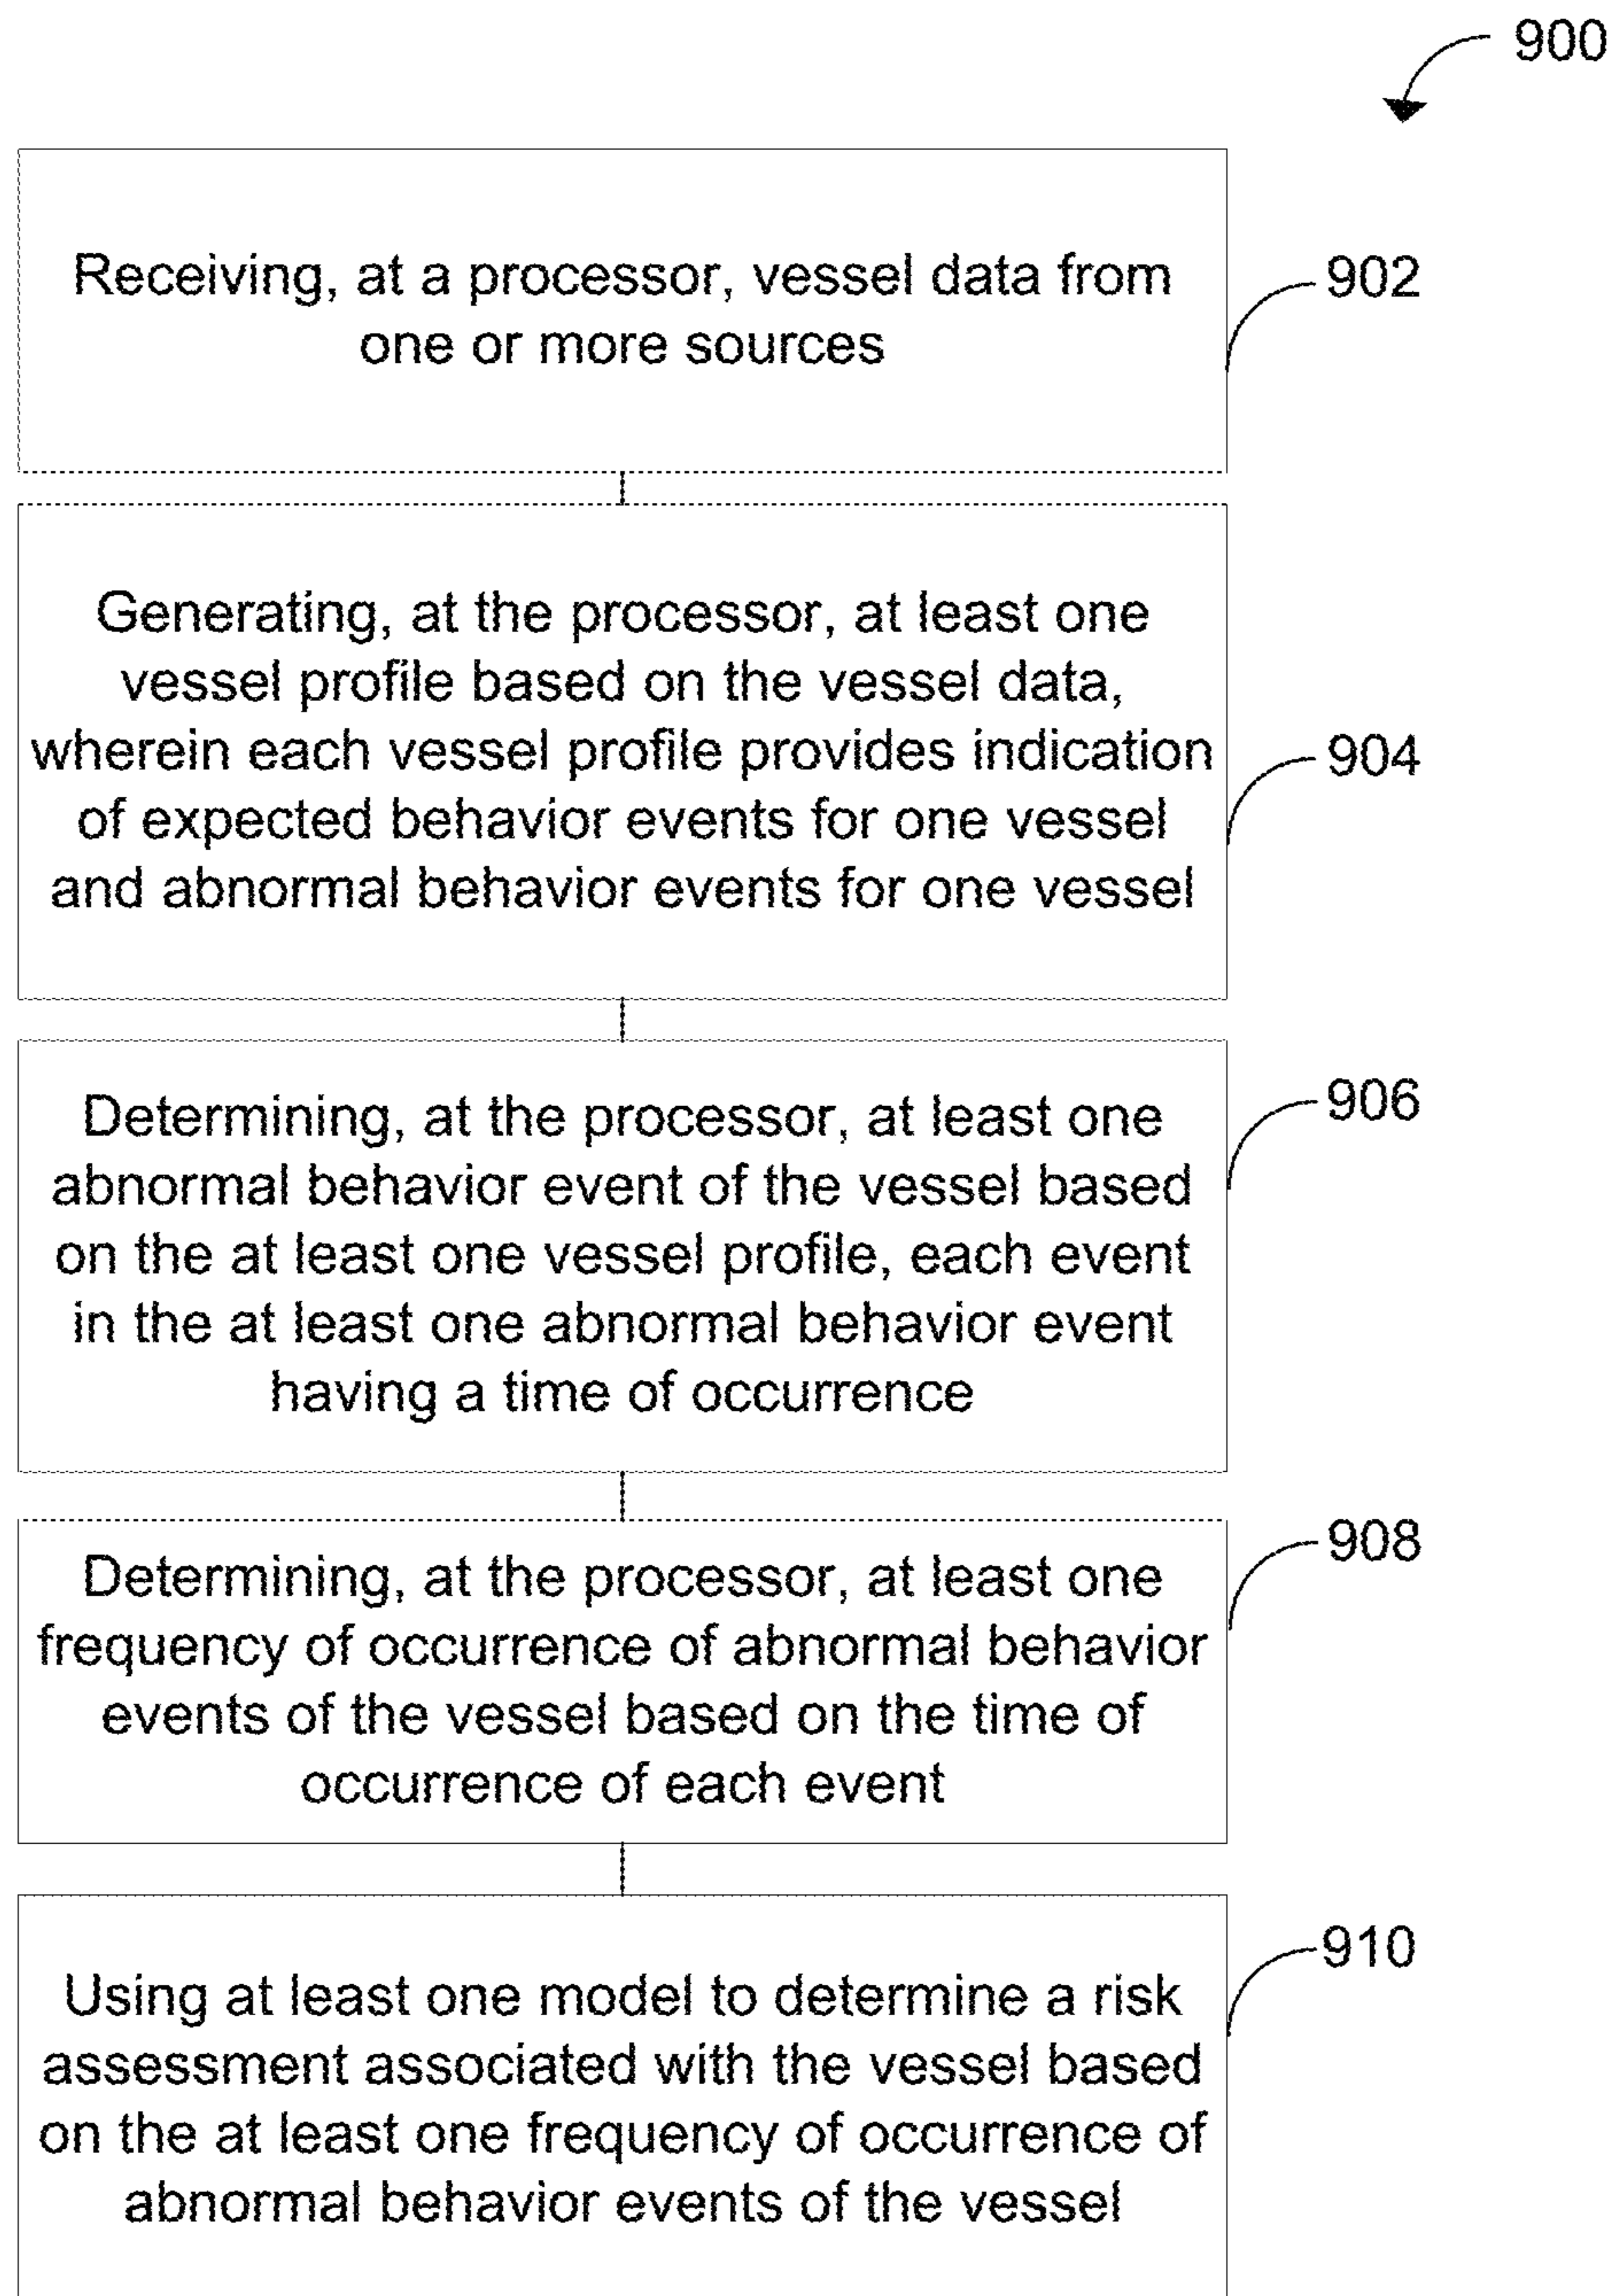 900
Receiving, at a processor, vessel data from
one or more sources
902
Generating, at the processor, at least one
vessel profile based on the vessel data,
wherein each vessel profile provides indication
of expected behavior events for one vessel
and abnormal behavior events for one vessel
904
Determining, at the processor, at least one
abnormal behavior event of the vessel based
on the at least one vessel profile, each event
in the at least one abnormal behavior event
having a time of occurrence
906
Determining, at the processor, at least one
frequency of occurrence of abnormal behavior
events of the vessel based on the time of
occurrence of each event
908
Using at least one model to determine a risk
assessment associated with the vessel based
on the at least one frequency of occurrence of
abnormal behavior events of the vessel
910